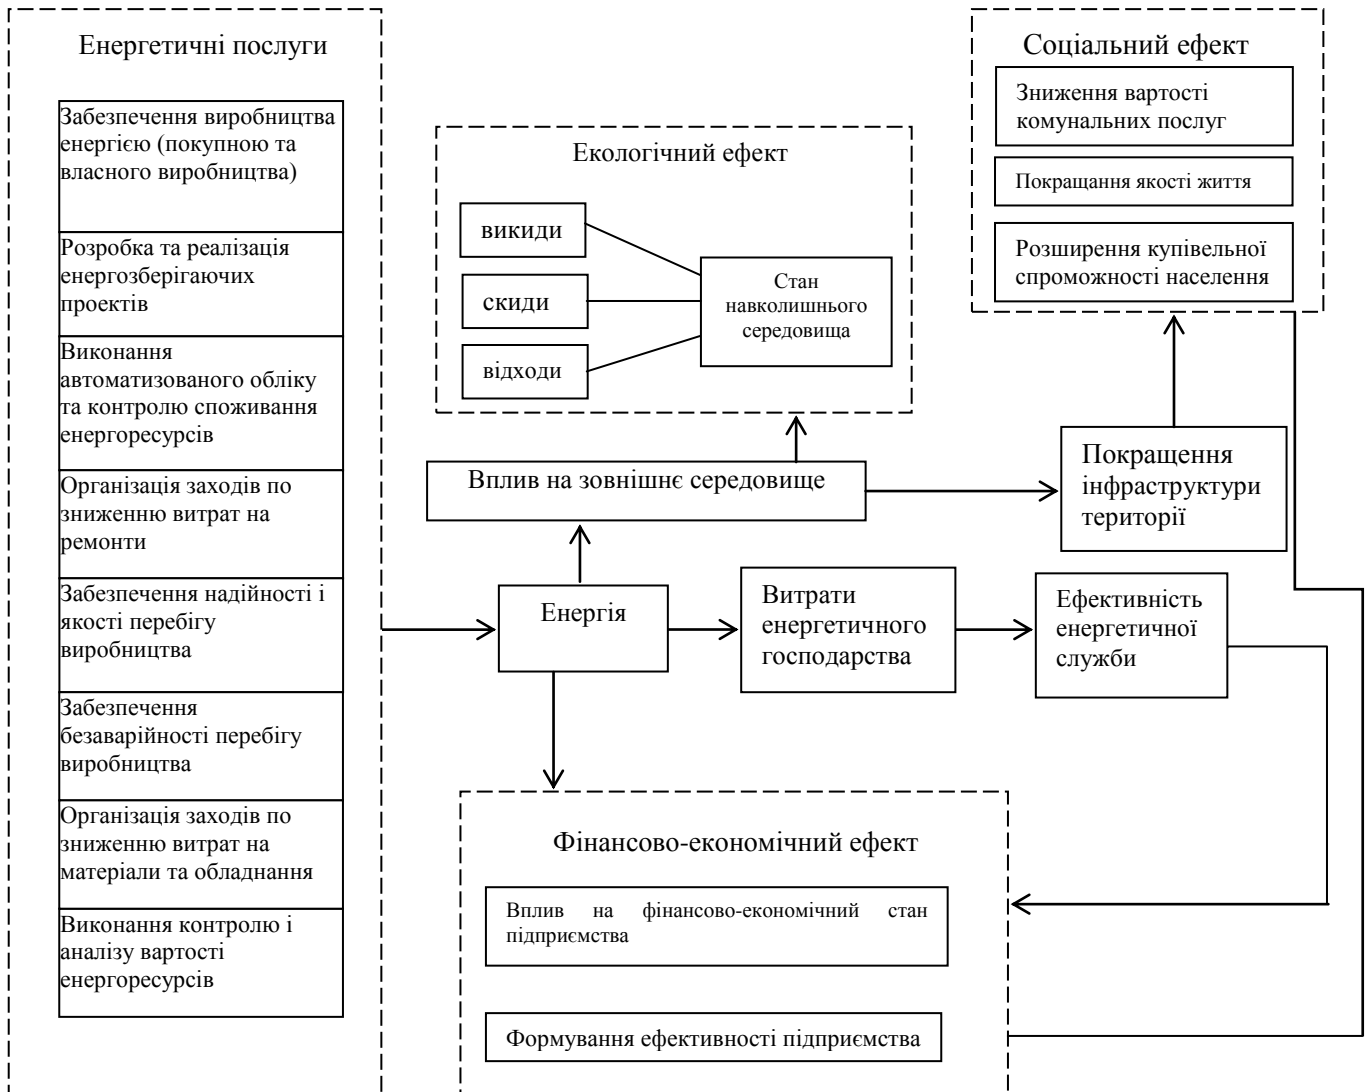 Енергетичні послуги
Забезпечення виробництва
енергією (покупною та
власного виробництва)
Розробка та реалізація
енергозберігаючих
проектів
Виконання
автоматизованого обліку
та контролю споживання
енергоресурсів
Організація заходів по
зниженню витрат на
ремонти
Забезпечення надійності і
якості перебігу
виробництва
Забезпечення
безаварійності перебігу
виробництва
Організація заходів по
зниженню витрат на
матеріали та обладнання
Виконання контролю і
аналізу вартості
енергоресурсів
Екологічний ефект
викиди
скиди
відходи
Стан
навколишнього
середовища
Соціальний ефект
Зниження вартості
комунальних послуг
Покращання якості життя
Розширення купівельної
спроможності населення
Вплив на зовнішнє середовище
Покращення
інфраструктури
території
Енергія
Витрати
енергетичного
господарства
Ефективність
енергетичної
служби
Фінансово-економічний ефект
Вплив на фінансово-економічний стан
підприємства
Формування ефективності підприємства